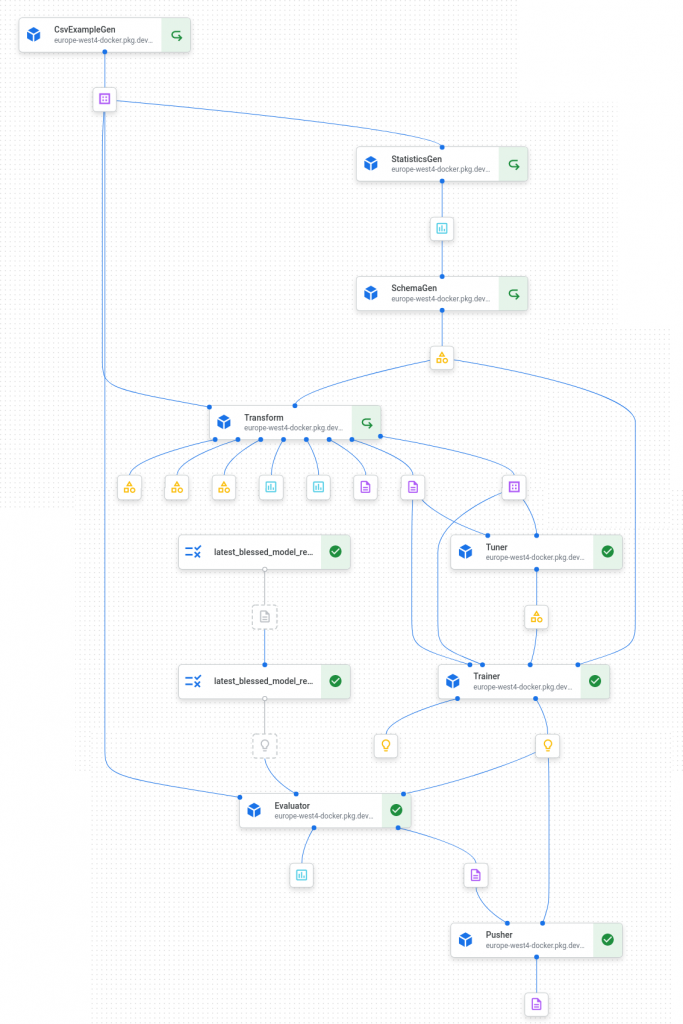 CsvExampleGen
europe-west4-docker.pkg.dev...
StatisticsGen
europe-west4-docker.pkg.dev...
SchemaGen
europe-west4-docker.pkg.dev...
Transform
europe-west4-docker.pkg.dev...
latest_blessed_model_re...
Tuner
europe-west4-docker.pkg.dev...
latest_blessed_model_re...
Trainer
europe-west4-docker.pkg.dev...
Evaluator
europe-west4-docker.pkg.dev...
Pusher
europe-west4-docker.pkg.dev...